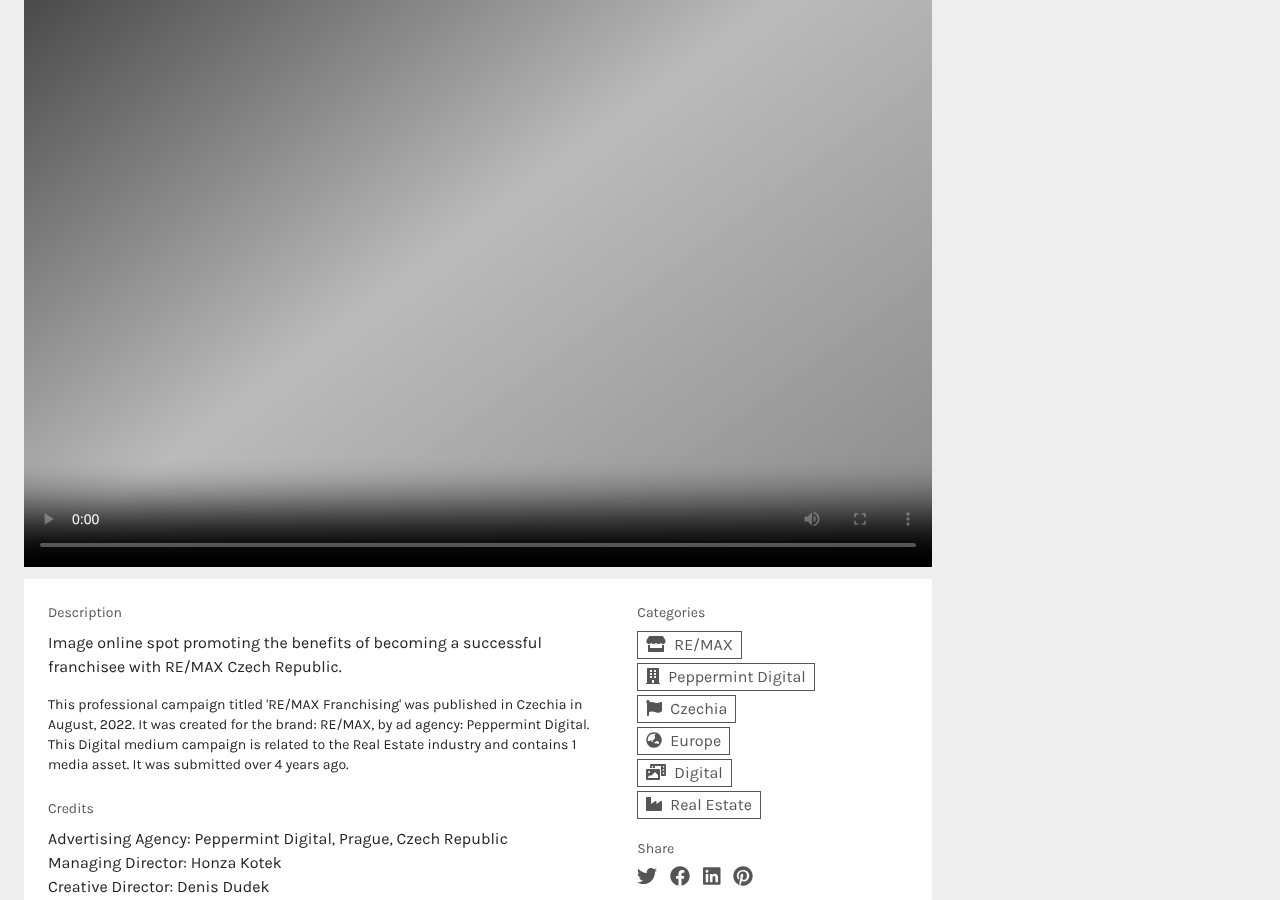 0:00
Description
Image online spot promoting the benefits of becoming a successful
franchisee with RE/MAX Czech Republic.
This professional campaign titled 'RE/MAX Franchising' was published in Czechia in
August, 2022. It was created for the brand: RE/MAX, by ad agency: Peppermint Digital.
This Digital medium campaign is related to the Real Estate industry and contains 1
media asset. It was submitted over 4 years ago.
Credits
Advertising Agency: Peppermint Digital, Prague, Czech Republic
Managing Director: Honza Kotek
Creative Director: Denis Dudek
Categories
RE/MAX
Peppermint Digital
Czechia
Europe
Digital
Real Estate
Share